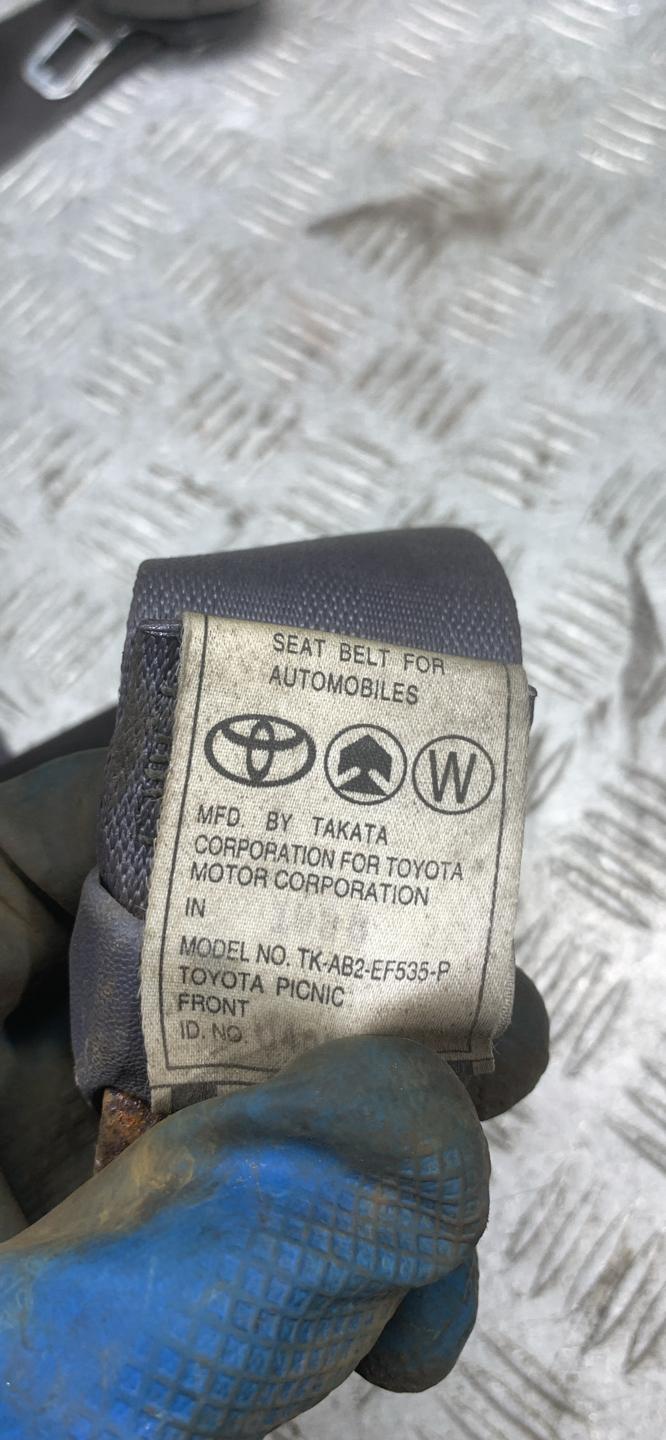 SEAT BELT FOR
AUTOMOBILES
W
MFD. BY TAKATA
CORPORATION FOR TOYOTA
MOTOR CORPORATION
IN
MODEL NO. TK-AB2-EF535-P
TOYOTA PICNIC
FRONT
ID. NO.